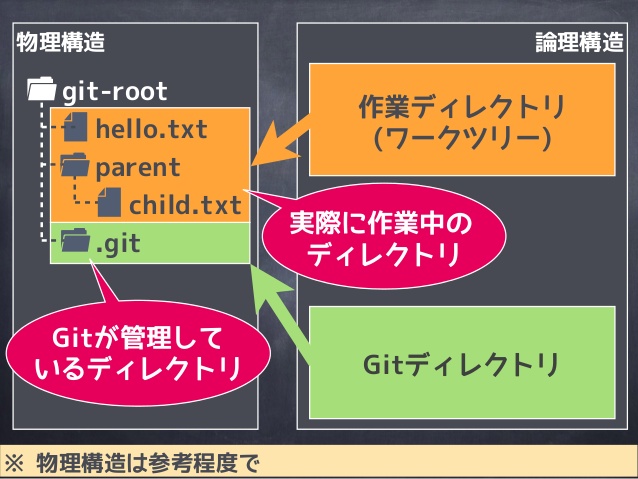 物理構造
git-root
hello.txt
parent
child.txt
.git
Gitが管理して
いるディレクトリ
実際に作業中の
ディレクトリ
論理構造
作業ディレクトリ
(ワークツリー)
Gitディレクトリ
※ 物理構造は参考程度で